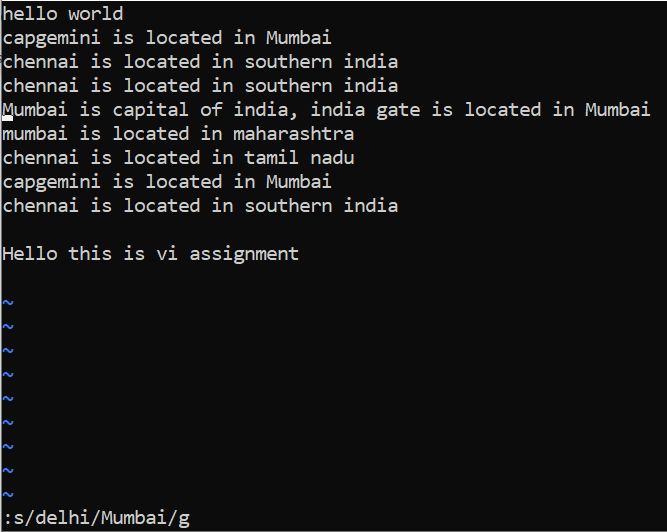 hello world
capgemini is located in Mumbai
chennai is located in southern india
chennai is located in southern india
Mumbai is capital of india, india gate is located in Mumbai
mumbai is located in maharashtra
chennai is located in tamil nadu
capgemini is located in Mumbai
chennai is located in southern india
Hello this is vi assignment
~
~
~
~
~
~
~
~
~
:s/delhi/Mumbai/g